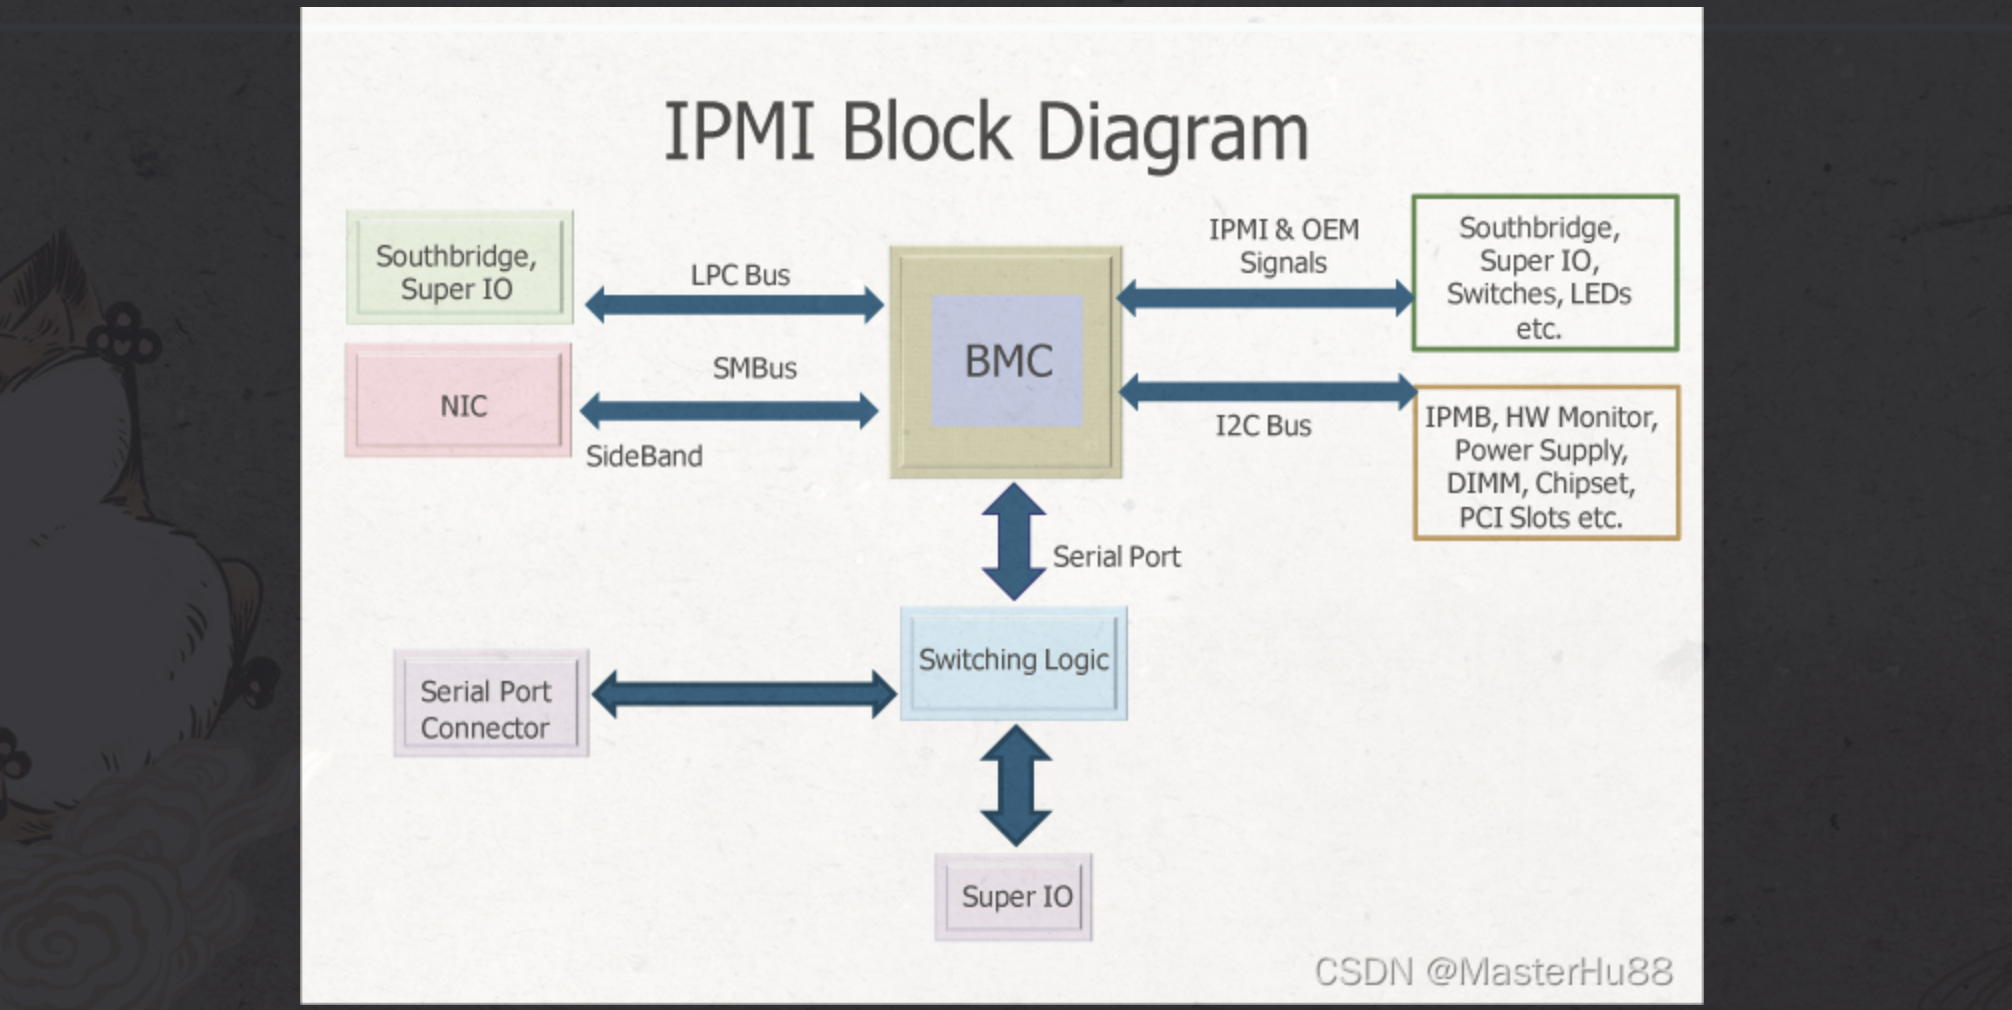 IPMI Block Diagram
Southbridge,
Super IO
LPC Bus
BMC
IPMI & OEM
Signals
Southbridge,
Super IO,
Switches, LEDs
etc.
NIC
SMBus
SideBand
I2C Bus
IPMB, HW Monitor,
Power Supply,
DIMM, Chipset,
PCI Slots etc.
Serial Port
Switching Logic
Serial Port
Connector
Super IO
CSDN @MasterHu88